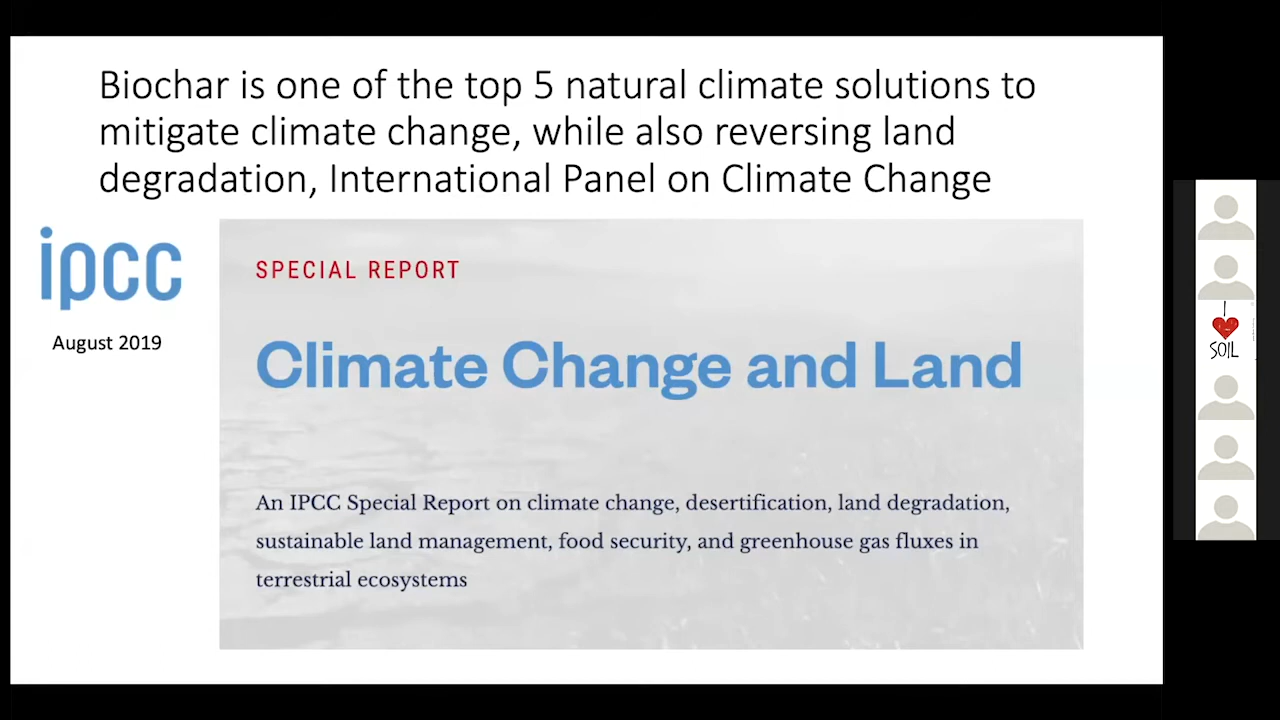 Biochar is one of the top 5 natural climate solutions to
mitigate climate change, while also reversing land
degradation, International Panel on Climate Change
ipcc
August 2019
SPECIAL REPORT
Climate Change and Land
An IPCC Special Report on climate change, desertification, land degradation,
sustainable land management, food security, and greenhouse gas fluxes in
terrestrial ecosystems
I
SOIL